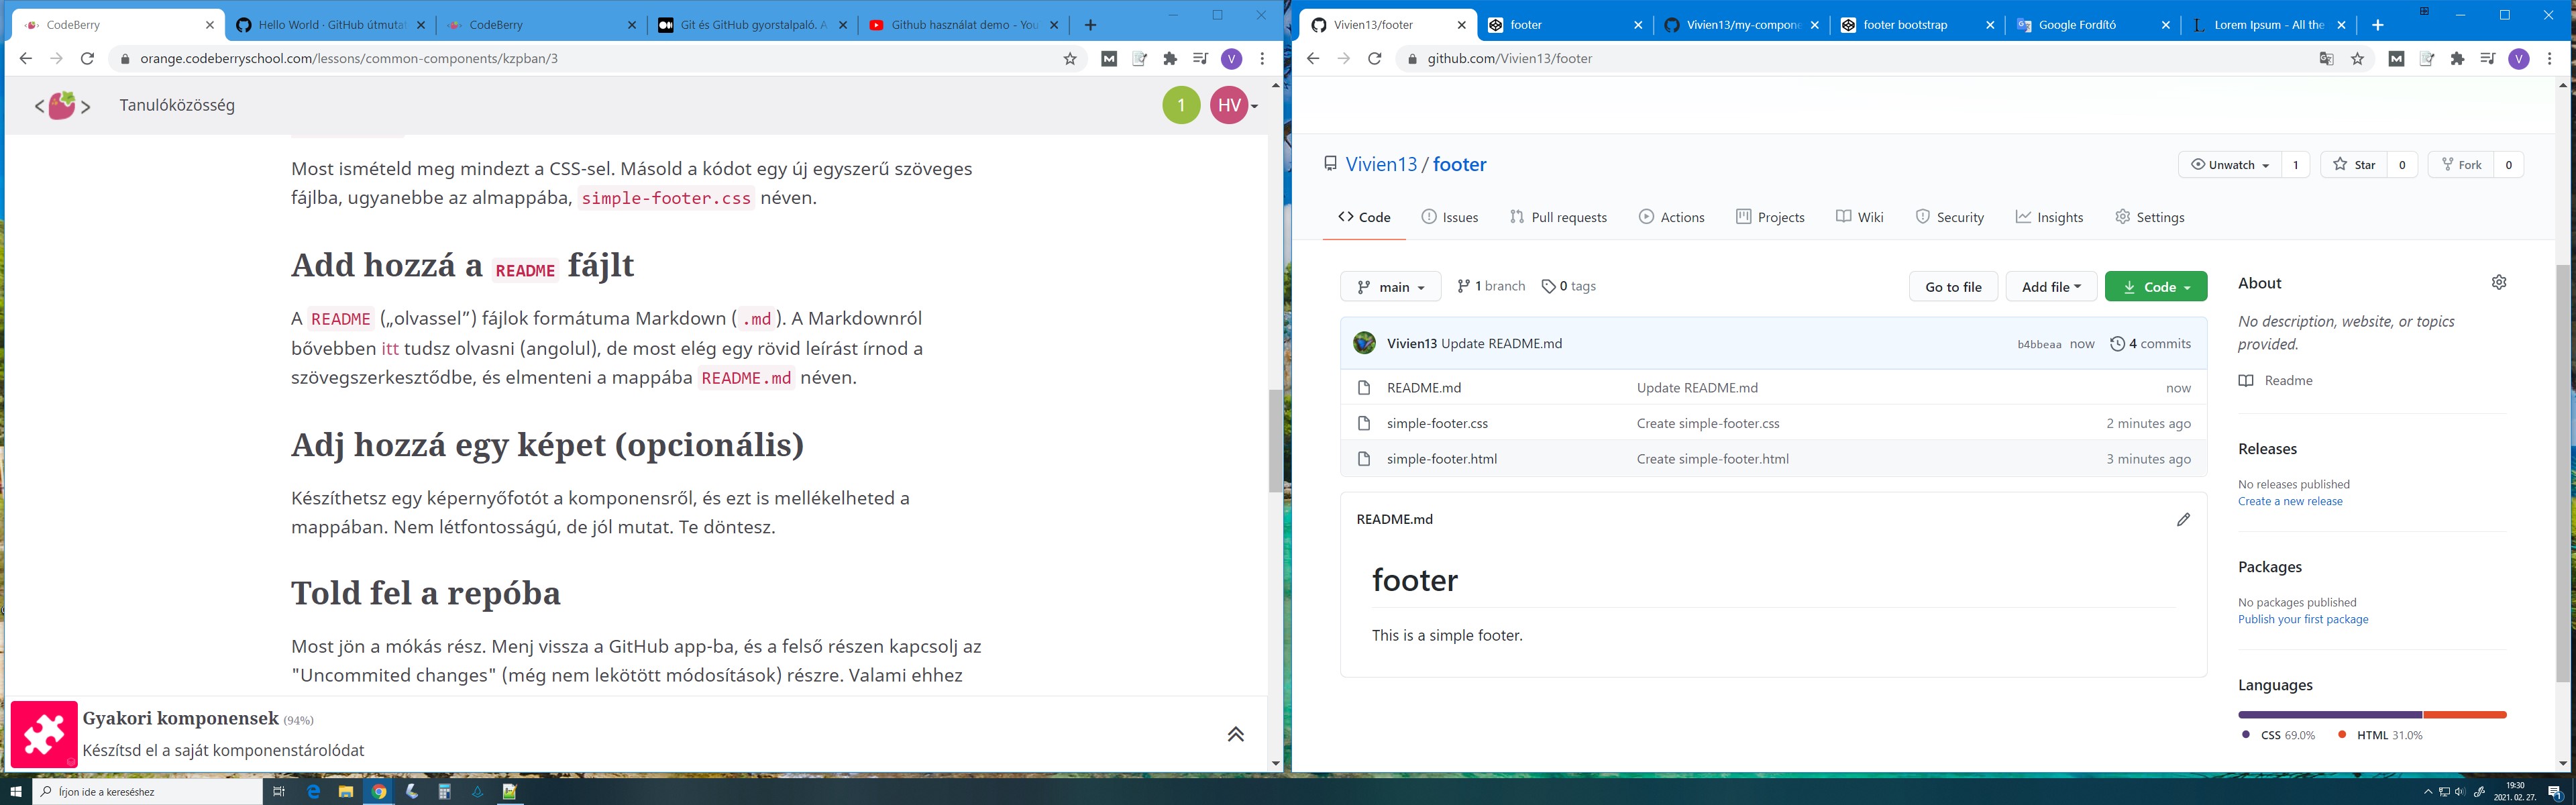 CodeBerry
Hello World · GitHub útmutat
CodeBerry
Git és GitHub gyorstalpaló. A
Github használat demo - You
orange.codeberryschool.com/lessons/common-components/kzpban/3
V
Tanulóközösség
1
HV
Most ismételd meg mindezt a CSS-sel. Másold a kódot egy új egyszerű szöveges
fájlba, ugyanebbe az almappába, simple-footer.css néven.
Add hozzá a README fájlt
A README („olvassel”) fájlok formátuma Markdown (.md). A Markdownról
bővebben itt tudsz olvasni (angolul), de most elég egy rövid leírást írnod a
szövegszerkesztődbe, és elmenteni a mappába README.md néven.
Adj hozzá egy képet (opcionális)
Készíthetsz egy képernyőfotót a komponensről, és ezt is mellékelheted a
mappában. Nem létfontosságú, de jól mutat. Te döntesz.
Told fel a repóba
Most jön a mókás rész. Menj vissza a GitHub app-ba, és a felső részen kapcsolj az
"Uncommited changes" (még nem lekötött módosítások) részre. Valami ehhez
Gyakori komponensek (94%)
Készítsd el a saját komponenstárolódat
Vivien13/footer
footer
Vivien13/my-compone
footer bootstrap
Google Fordító
Lorem Ipsum - All the
github.com/Vivien13/footer
V
Vivien13 / footer
Unwatch 1
Star 0
Fork 0
Code
Issues
Pull requests
Actions
Projects
Wiki
Security
Insights
Settings
main
1 branch
0 tags
Go to file
Add file
Code
Vivien13 Update README.md
b4bbeaa now
4 commits
README.md Update README.md now
simple-footer.css Create simple-footer.css 2 minutes ago
simple-footer.html Create simple-footer.html 3 minutes ago
README.md
footer
This is a simple footer.
About
No description, website, or topics
provided.
Readme
Releases
No releases published
Create a new release
Packages
No packages published
Publish your first package
Languages
CSS 69.0%
HTML 31.0%
Írjon ide a kereséshez
19:30
2021. 02. 27.